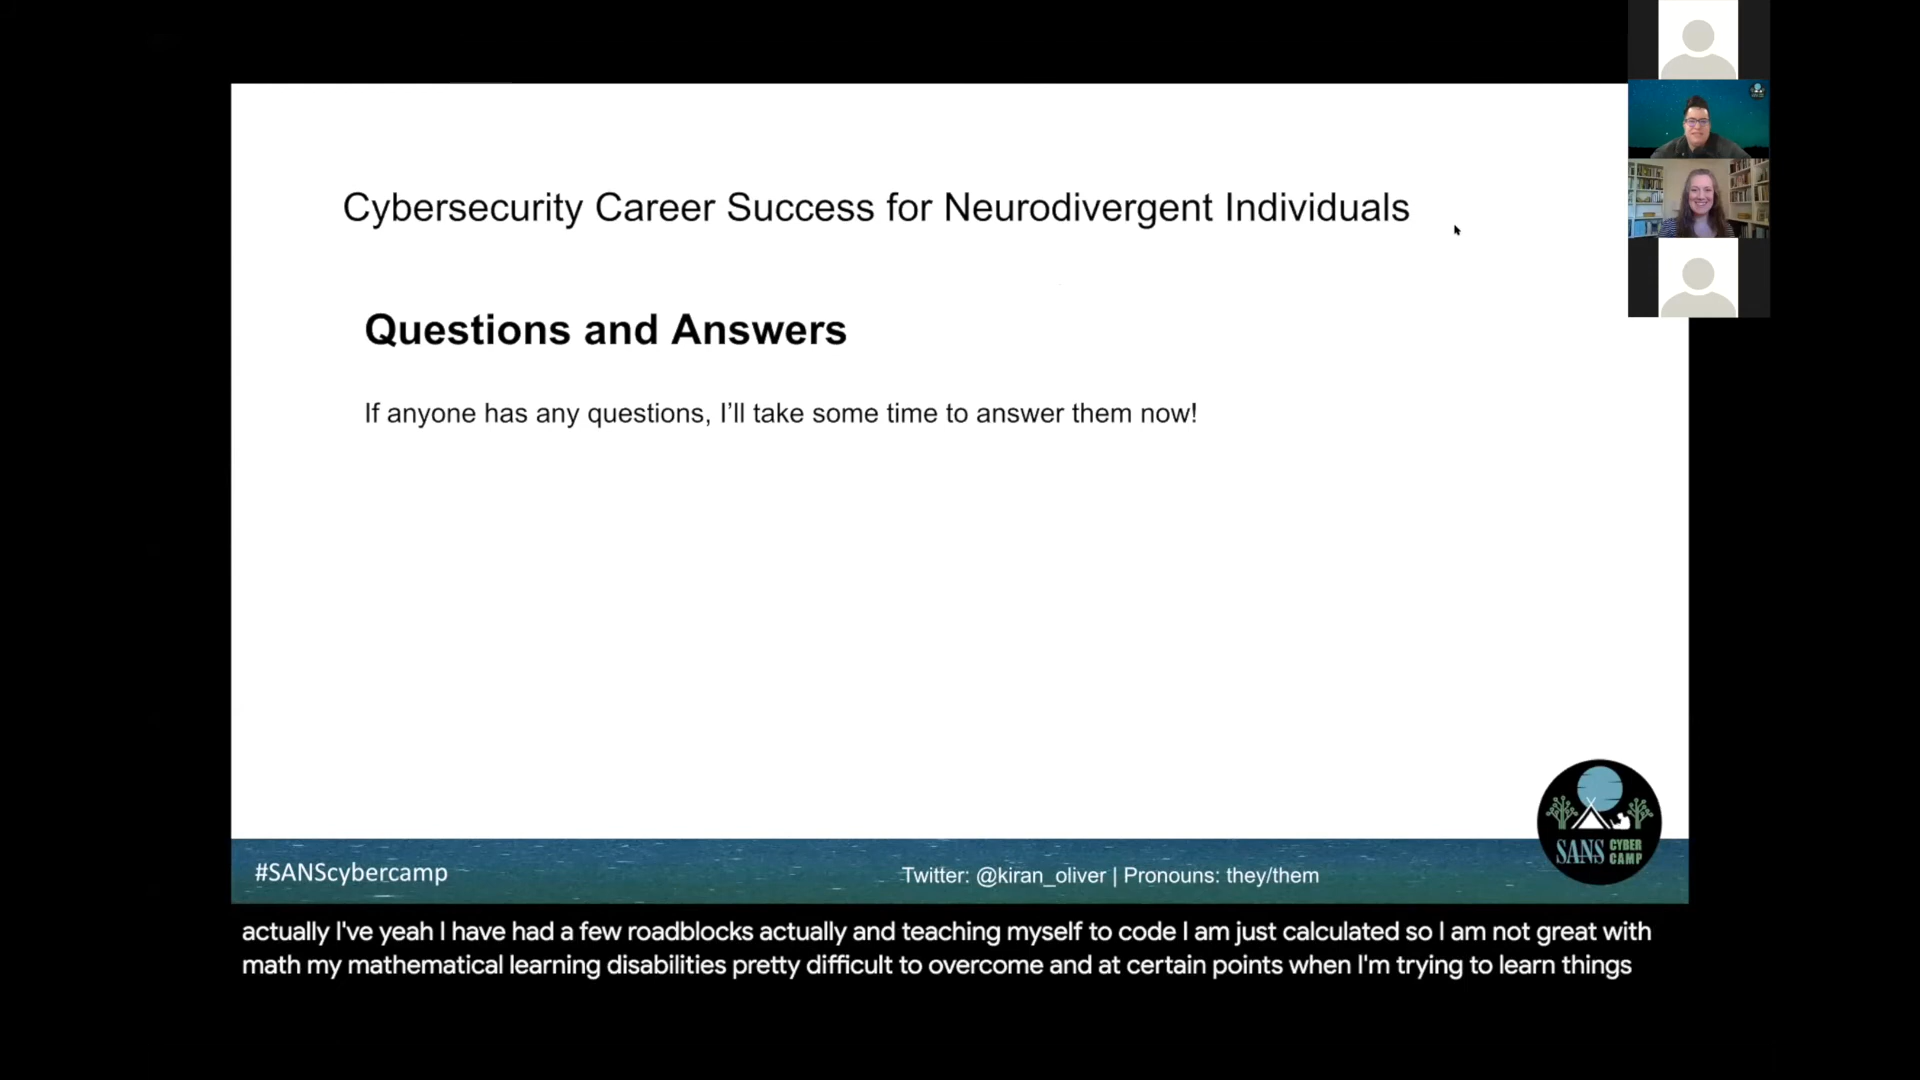 Cybersecurity Career Success for Neurodivergent Individuals
Questions and Answers
If anyone has any questions, I'll take some time to answer them now!
SANS CYBER CAMP
#SANScybercamp
Twitter: @kiran_oliver | Pronouns: they/them
actually I've yeah I have had a few roadblocks actually and teaching myself to code I am just calculated so I am not great with
math my mathematical learning disabilities pretty difficult to overcome and at certain points when I'm trying to learn things